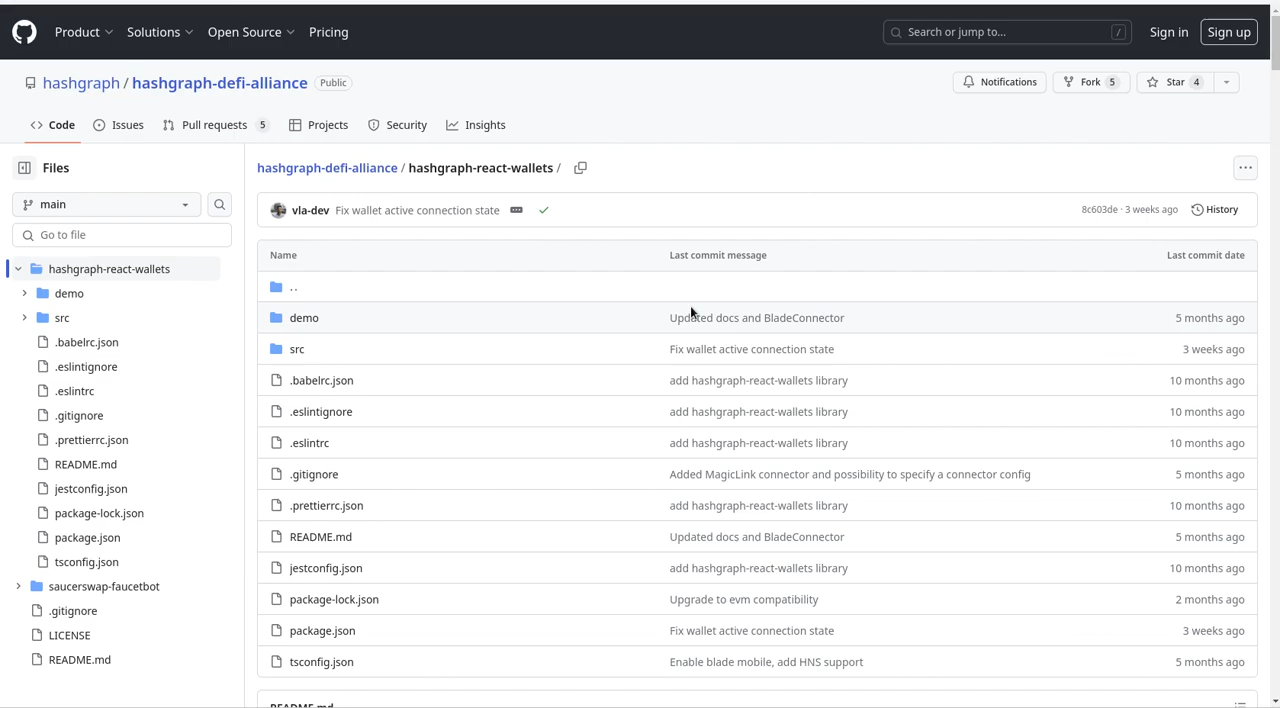 Product
Solutions
Open Source
Pricing
Search or jump to...
/
Sign in
Sign up
hashgraph / hashgraph-defi-alliance
Public
Notifications
Fork 5
Star 4
Code
Issues
Pull requests 5
Projects
Security
Insights
Files
main
Go to file
hashgraph-react-wallets
demo
src
.babelrc.json
.eslintignore
.eslintrc
.gitignore
.prettierrc.json
README.md
jestconfig.json
package-lock.json
package.json
tsconfig.json
saucerswap-faucetbot
.gitignore
LICENSE
README.md
hashgraph-defi-alliance / hashgraph-react-wallets /
vla-dev Fix wallet active connection state
8c603de · 3 weeks ago
History
Name Last commit message Last commit date
..
demo Updated docs and BladeConnector 5 months ago
src Fix wallet active connection state 3 weeks ago
.babelrc.json add hashgraph-react-wallets library 10 months ago
.eslintignore add hashgraph-react-wallets library 10 months ago
.eslintrc add hashgraph-react-wallets library 10 months ago
.gitignore Added MagicLink connector and possibility to specify a connector config 5 months ago
.prettierrc.json add hashgraph-react-wallets library 10 months ago
README.md Updated docs and BladeConnector 5 months ago
jestconfig.json add hashgraph-react-wallets library 10 months ago
package-lock.json Upgrade to evm compatibility 2 months ago
package.json Fix wallet active connection state 3 weeks ago
tsconfig.json Enable blade mobile, add HNS support 5 months ago
README.md